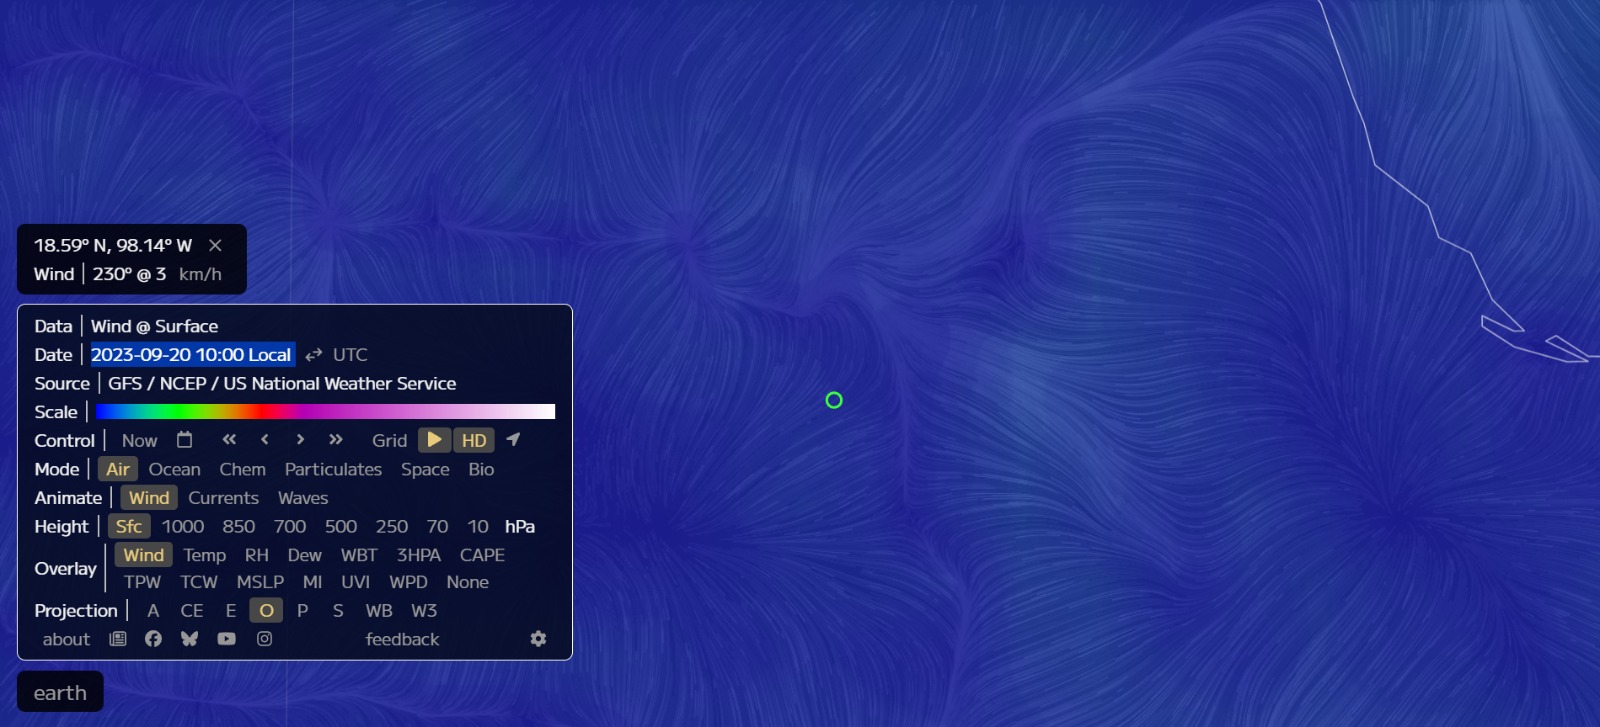 18.59° N, 98.14° W ×
Wind | 230° @ 3 km/h
Data | Wind @ Surface
Date | 2023-09-20 10:00 Local UTC
Source | GFS / NCEP / US National Weather Service
Scale |
Control | Now Grid HD
Mode | Air Ocean Chem Particulates Space Bio
Animate | Wind Currents Waves
Height | Sfc 1000 850 700 500 250 70 10 hPa
Overlay | Wind Temp RH Dew WBT 3HPA CAPE
TPW TCW MSLP MI UVI WPD None
Projection | A CE E O P S WB W3
about feedback
earth